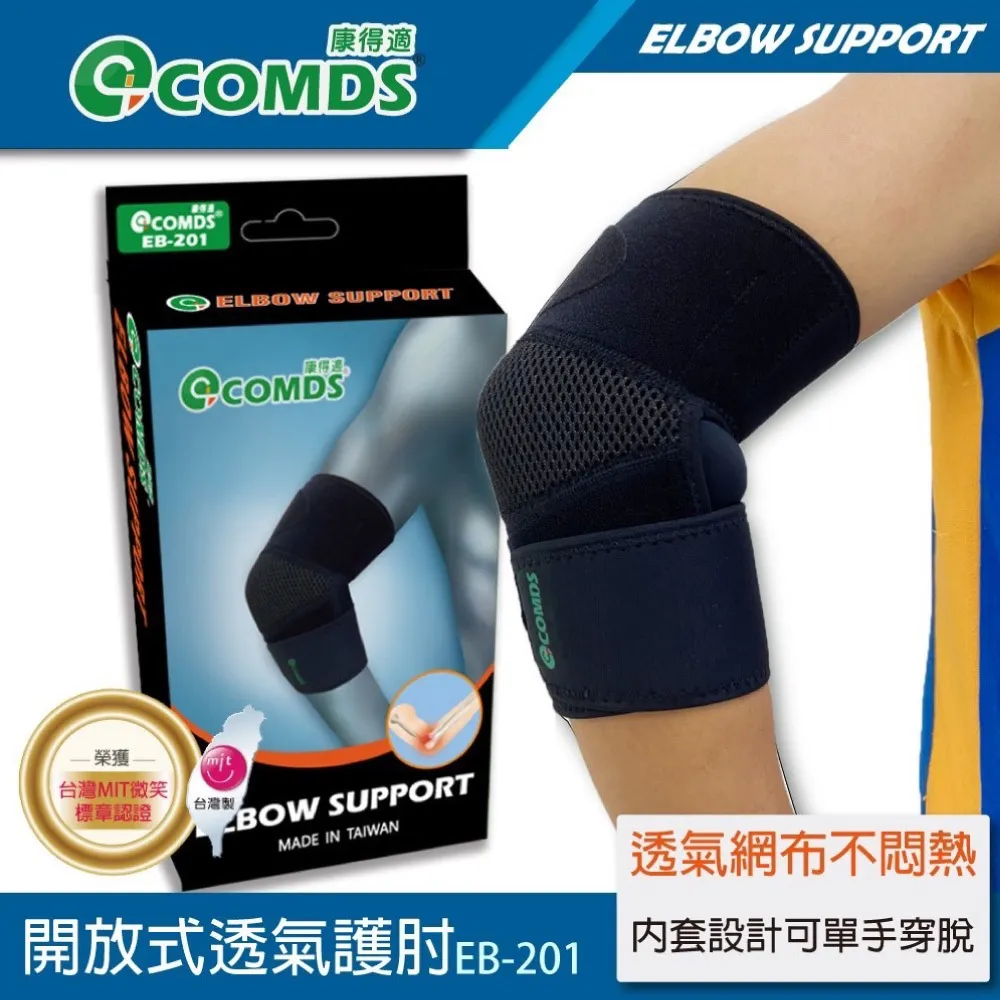 康得適
COMDS®
ELBOW SUPPORT
康得適
COMDS®
EB-201
ELBOW SUPPORT
ELBOW SUPPORT
康得適
COMDS®
COMDS
榮獲
台灣MIT微笑
標章認證
mit
台灣製
ELBOW SUPPORT
MADE IN TAIWAN
透氣網布不悶熱
內套設計可單手穿脫
開放式透氣護肘EB-201